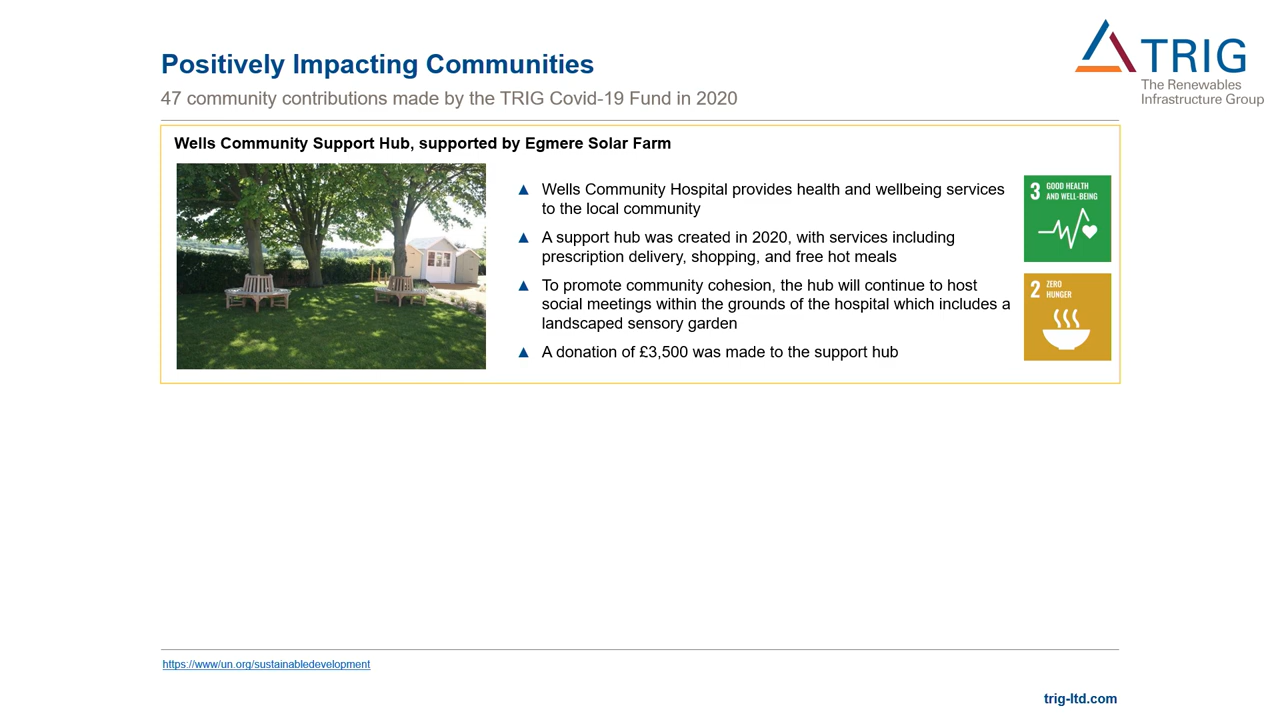 Positively Impacting Communities
47 community contributions made by the TRIG Covid-19 Fund in 2020
TRIG
The Renewables
Infrastructure Group
Wells Community Support Hub, supported by Egmere Solar Farm
▲ Wells Community Hospital provides health and wellbeing services
to the local community
▲ A support hub was created in 2020, with services including
prescription delivery, shopping, and free hot meals
▲ To promote community cohesion, the hub will continue to host
social meetings within the grounds of the hospital which includes a
landscaped sensory garden
▲ A donation of £3,500 was made to the support hub
3 GOOD HEALTH
AND WELL-BEING
2 ZERO
HUNGER
https://www/un.org/sustainabledevelopment
trig-ltd.com